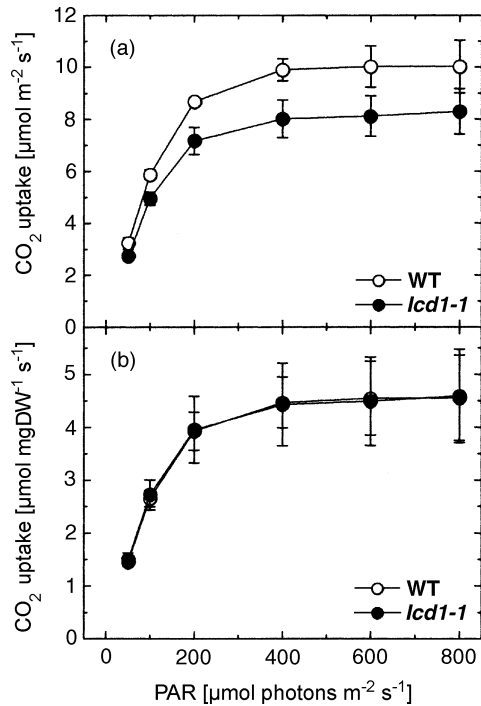 12
(a)
10
8
6
4
2
0
CO2 uptake [µmol m-2 s-1]
WT
lcd1-1
(b)
5
4
3
2
1
0
CO2 uptake [µmol mgDW-1 s-1]
WT
lcd1-1
0 200 400 600 800
PAR [µmol photons m-2 s-1]